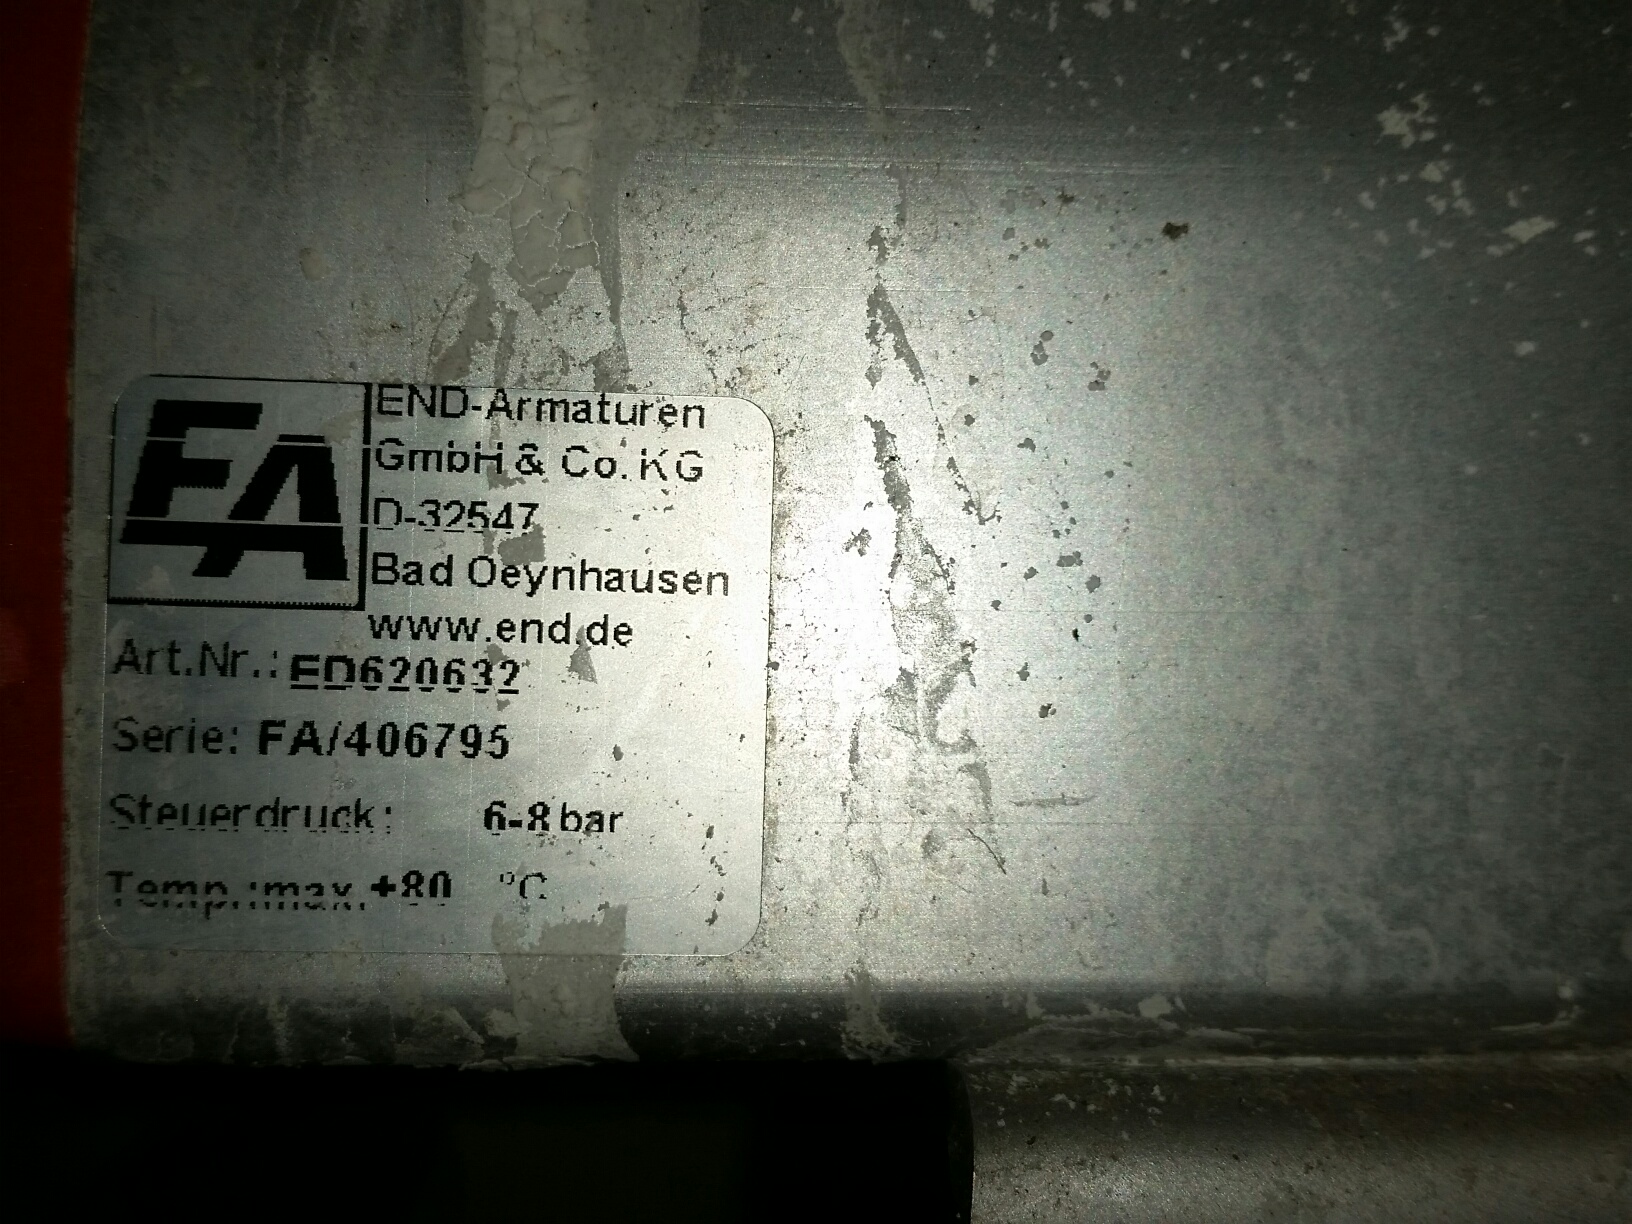 EA
END-Armaturen
GmbH & Co. KG
D-32547
Bad Oeynhausen
www.end.de
Art.Nr.: ED620632
Serie: FA/406795
Steuerdruck: 6-8 bar
Temp.:max. +80 °C